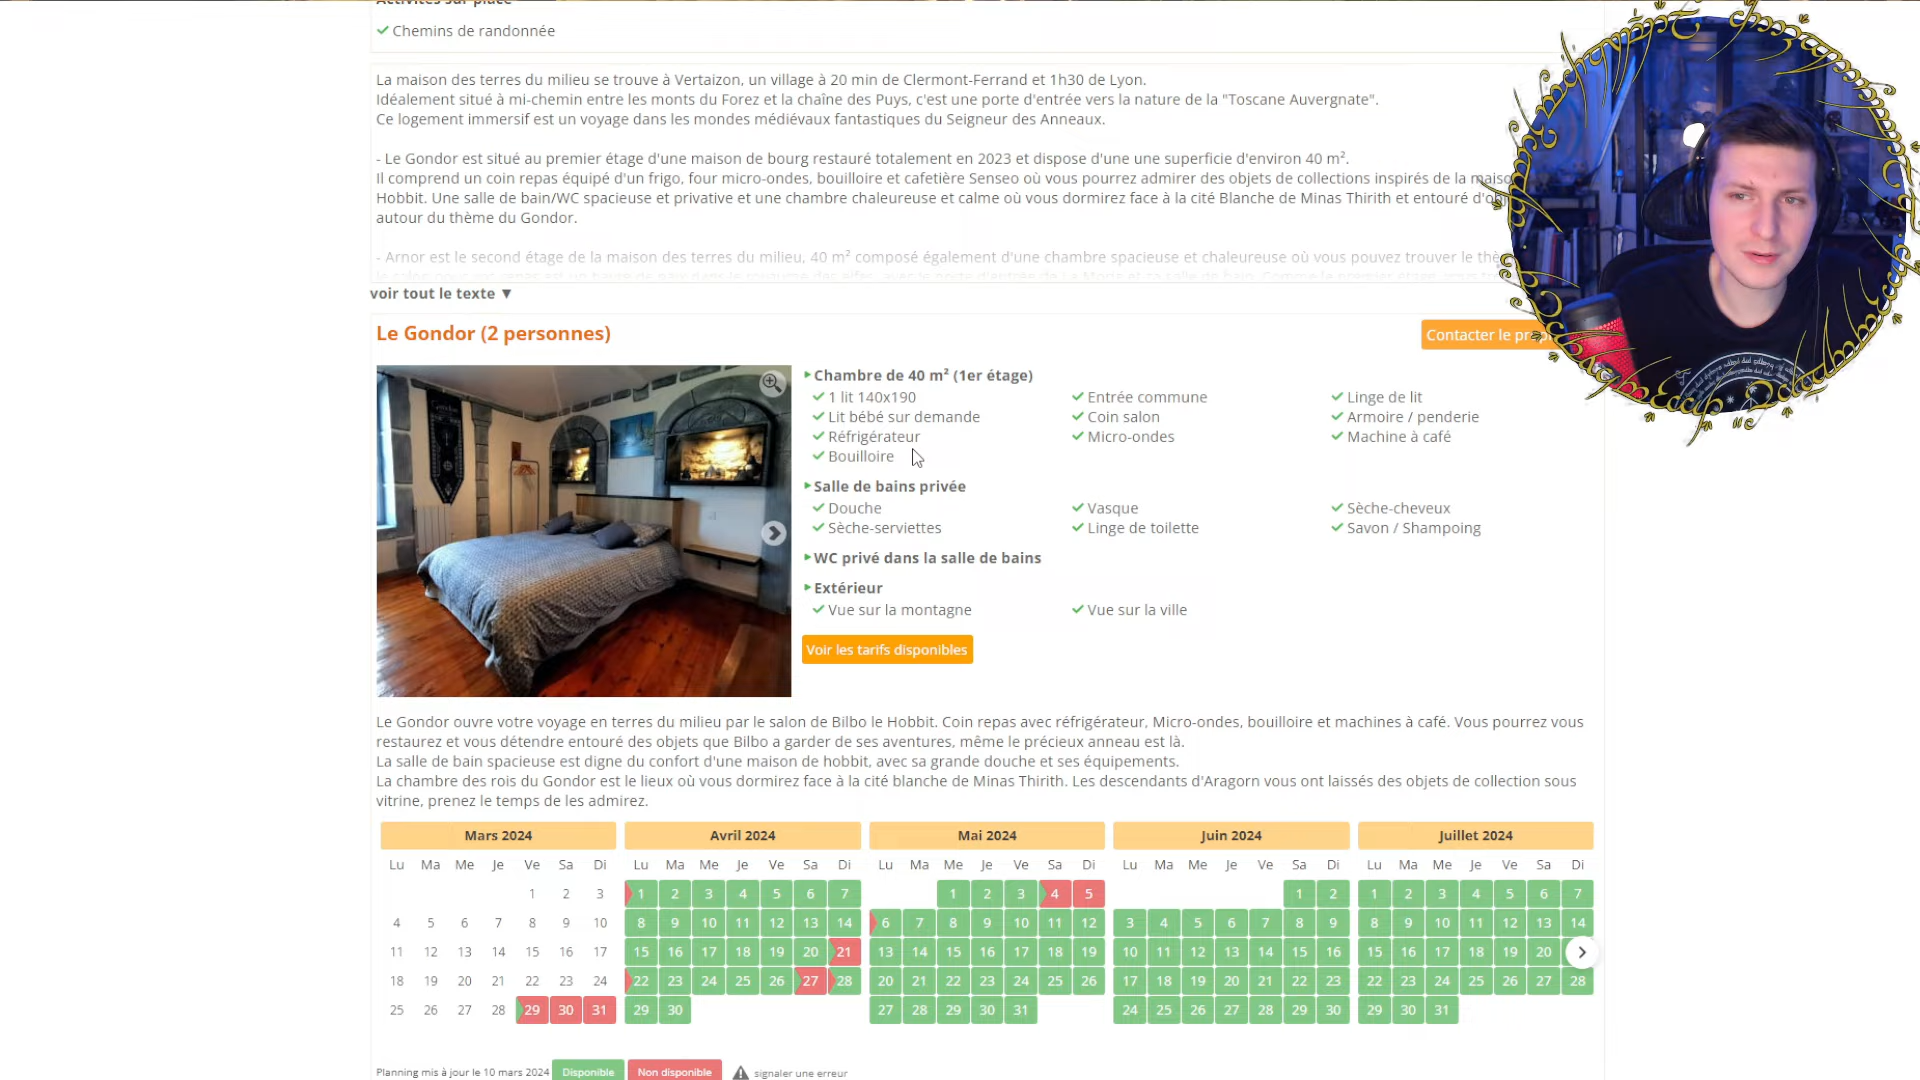 Activités sur place
Chemins de randonnée
La maison des terres du milieu se trouve à Vertaizon, un village à 20 min de Clermont-Ferrand et 1h30 de Lyon.
Idéalement situé à mi-chemin entre les monts du Forez et la chaîne des Puys, c'est une porte d'entrée vers la nature de la "Toscane Auvergnate".
Ce logement immersif est un voyage dans les mondes médiévaux fantastiques du Seigneur des Anneaux.
- Le Gondor est situé au premier étage d'une maison de bourg restauré totalement en 2023 et dispose d'une une superficie d'environ 40 m².
Il comprend un coin repas équipé d'un frigo, four micro-ondes, bouilloire et cafetière Senseo où vous pourrez admirer des objets de collections inspirés de la
Hobbit. Une salle de bain/WC spacieuse et privative et une chambre chaleureuse et calme où vous dormirez face à la cité Blanche de Minas Thirith et entouré
autour du thème du Gondor.
- Arnor est le second étage de la maison des terres du milieu, 40 m² composé également d'une chambre spacieuse et chaleureuse où vous pouvez trouver le
voir tout le texte ▼
Le Gondor (2 personnes)
Contacter le
Chambre de 40 m² (1er étage)
1 lit 140x190 Entrée commune Linge de lit
Lit bébé sur demande Coin salon Armoire / penderie
Réfrigérateur Micro-ondes Machine à café
Bouilloire
Salle de bains privée
Douche Vasque Sèche-cheveux
Sèche-serviettes Linge de toilette Savon / Shampoing
WC privé dans la salle de bains
Extérieur
Vue sur la montagne Vue sur la ville
Voir les tarifs disponibles
Le Gondor ouvre votre voyage en terres du milieu par le salon de Bilbo le Hobbit. Coin repas avec réfrigérateur, Micro-ondes, bouilloire et machines à café. Vous pourrez vous
restaurez et vous détendre entouré des objets que Bilbo a garder de ses aventures, même le précieux anneau est là.
La salle de bain spacieuse est digne du confort d'une maison de hobbit, avec sa grande douche et ses équipements.
La chambre des rois du Gondor est le lieux où vous dormirez face à la cité blanche de Minas Thirith. Les descendants d'Aragorn vous ont laissés des objets de collection sous
vitrine, prenez le temps de les admirez.
Mars 2024 Avril 2024 Mai 2024 Juin 2024 Juillet 2024
Lu Ma Me Je Ve Sa Di Lu Ma Me Je Ve Sa Di Lu Ma Me Je Ve Sa Di Lu Ma Me Je Ve Sa Di Lu Ma Me Je Ve Sa Di
1 2 3 1 2 3 4 5 6 7 1 2 3 4 5 1 2 1 2 3 4 5 6 7
4 5 6 7 8 9 10 8 9 10 11 12 13 14 6 7 8 9 10 11 12 3 4 5 6 7 8 9 8 9 10 11 12 13 14
11 12 13 14 15 16 17 15 16 17 18 19 20 21 13 14 15 16 17 18 19 10 11 12 13 14 15 16 15 16 17 18 19 20
18 19 20 21 22 23 24 22 23 24 25 26 27 28 20 21 22 23 24 25 26 17 18 19 20 21 22 23 22 23 24 25 26 27 28
25 26 27 28 29 30 31 29 30 27 28 29 30 31 24 25 26 27 28 29 30 29 30 31
Planning mis à jour le 10 mars 2024 Disponible Non disponible signaler une erreur